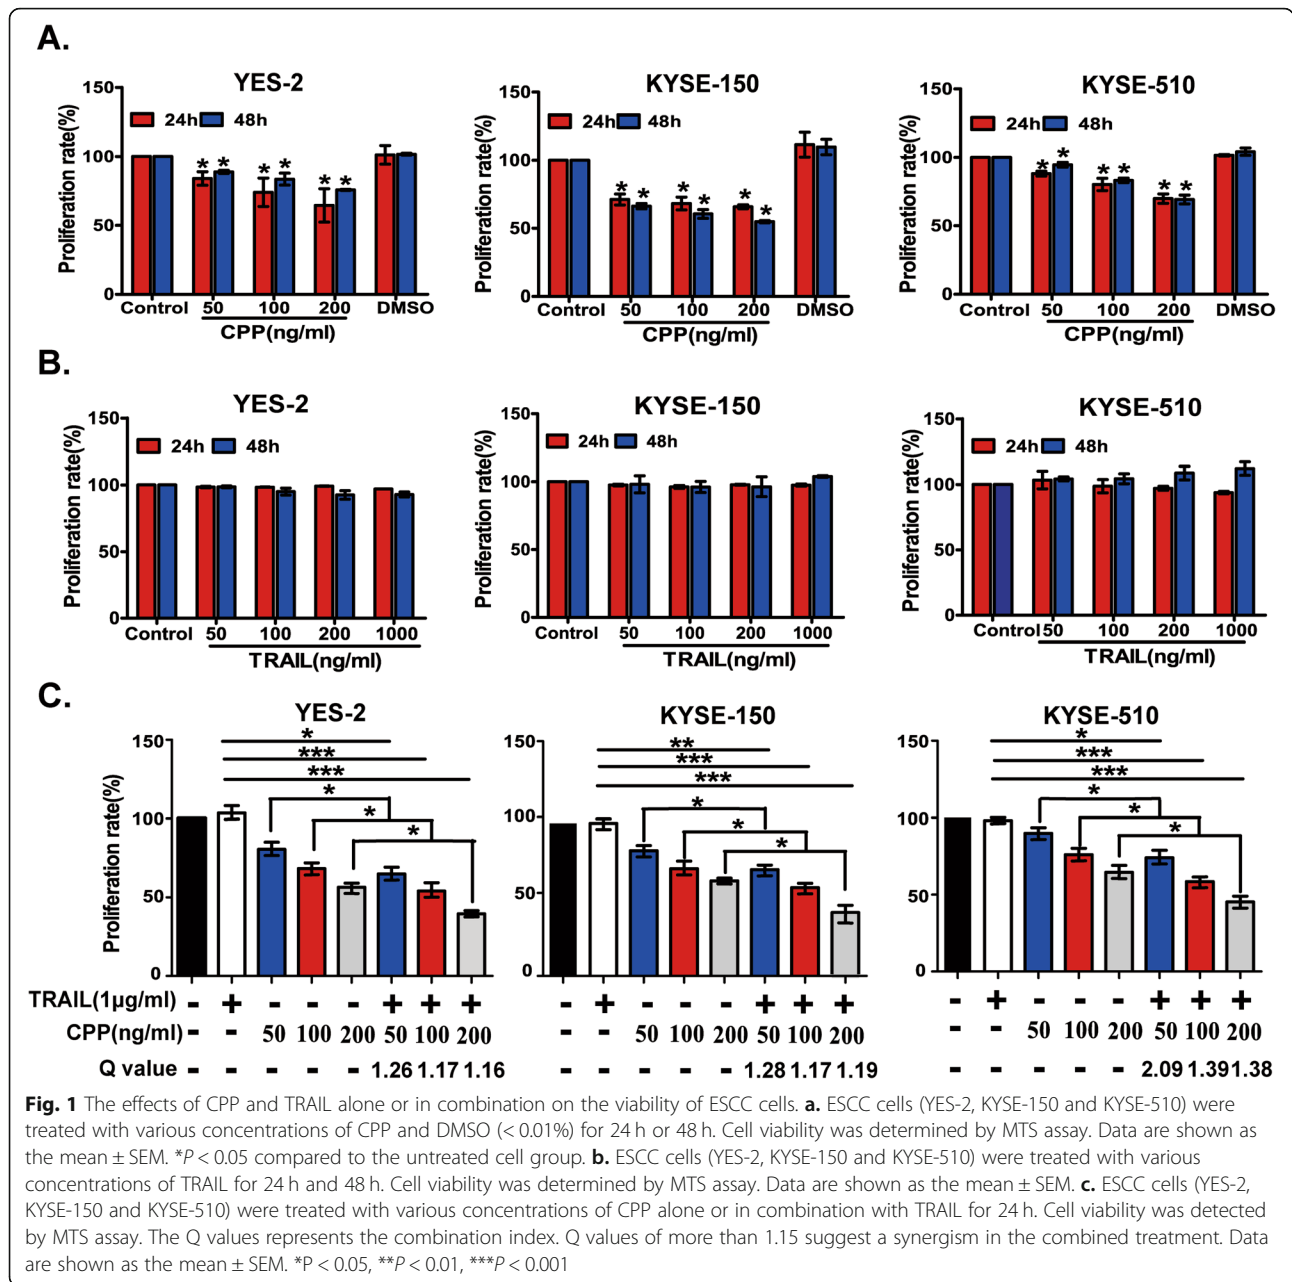 A.
YES-2
KYSE-150
KYSE-510
Proliferation rate(%)
150
100
50
0
24h
48h
* * * * * *
Control 50 100 200 DMSO
CPP(ng/ml)
Proliferation rate(%)
150
100
50
0
24h
48h
* * * * * *
Control 50 100 200 DMSO
CPP(ng/ml)
Proliferation rate(%)
150
100
50
0
24h
48h
* * * * * *
Control 50 100 200 DMSO
CPP(ng/ml)
B.
YES-2
KYSE-150
KYSE-510
Proliferation rate(%)
150
100
50
0
24h
48h
Control 50 100 200 1000
TRAIL(ng/ml)
Proliferation rate(%)
150
100
50
0
24h
48h
Control 50 100 200 1000
TRAIL(ng/ml)
Proliferation rate(%)
150
100
50
0
24h
48h
Control 50 100 200 1000
TRAIL(ng/ml)
C.
YES-2
KYSE-150
KYSE-510
Proliferation rate(%)
150
100
50
0
*
***
***
*
*
*
150
100
50
0
**
***
***
*
*
*
150
100
50
0
*
***
***
*
*
*
TRAIL(1μg/ml) - + - - - + + + - + - - - + + + - + - - - + + +
CPP(ng/ml) - - 50 100 200 50 100 200 - - 50 100 200 50 100 200 - - 50 100 200 50 100 200
Q value - - - - - 1.26 1.17 1.16 - - - - - 1.28 1.17 1.19 - - - - - 2.09 1.39 1.38
Fig. 1 The effects of CPP and TRAIL alone or in combination on the viability of ESCC cells. a. ESCC cells (YES-2, KYSE-150 and KYSE-510) were
treated with various concentrations of CPP and DMSO (< 0.01%) for 24 h or 48 h. Cell viability was determined by MTS assay. Data are shown as
the mean ± SEM. *P < 0.05 compared to the untreated cell group. b. ESCC cells (YES-2, KYSE-150 and KYSE-510) were treated with various
concentrations of TRAIL for 24 h and 48 h. Cell viability was determined by MTS assay. Data are shown as the mean ± SEM. c. ESCC cells (YES-2,
KYSE-150 and KYSE-510) were treated with various concentrations of CPP alone or in combination with TRAIL for 24 h. Cell viability was detected
by MTS assay. The Q values represents the combination index. Q values of more than 1.15 suggest a synergism in the combined treatment. Data
are shown as the mean ± SEM. *P < 0.05, **P < 0.01, ***P < 0.001